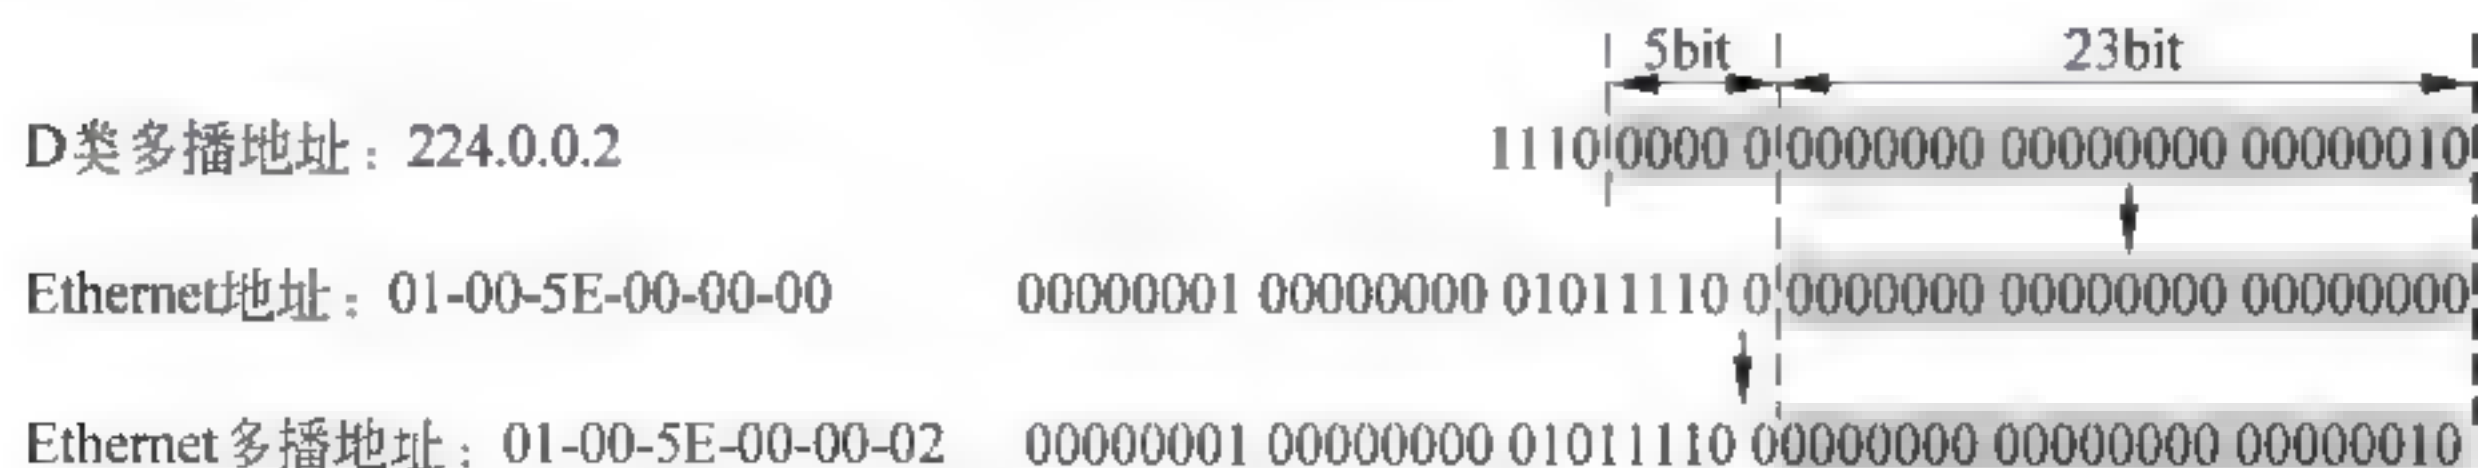 5bit 23bit
D类多播地址：224.0.0.2 1110 0000 0 0000000 00000000 00000010
Ethernet地址：01-00-5E-00-00-00 00000001 00000000 01011110 0 0000000 00000000 00000000
Ethernet多播地址：01-00-5E-00-00-02 00000001 00000000 01011110 00000000 00000000 00000010